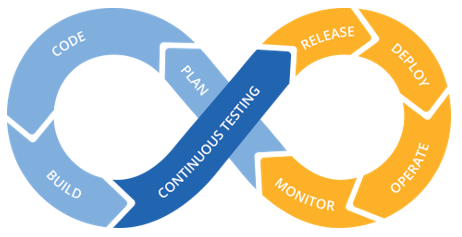 PLAN
CODE
BUILD
CONTINUOUS TESTING
RELEASE
DEPLOY
OPERATE
MONITOR